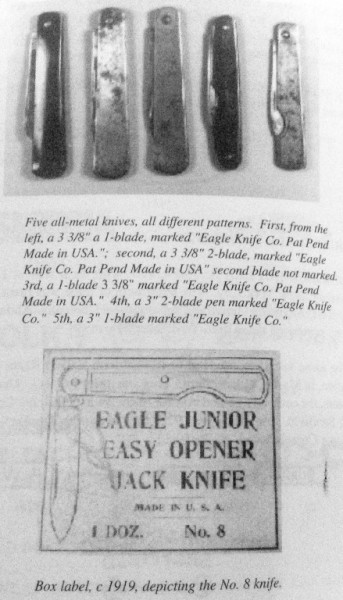 Five all-metal knives, all different patterns. First, from the
left, a 3 3/8" a 1-blade, marked "Eagle Knife Co. Pat Pend
Made in USA."; second, a 3 3/8" 2-blade, marked "Eagle
Knife Co. Pat Pend Made in USA" second blade not marked.
3rd, a 1-blade 3 3/8" marked "Eagle Knife Co. Pat Pend
Made in USA." 4th, a 3" 2-blade pen marked "Eagle Knife
Co." 5th, a 3" 1-blade marked "Eagle Knife Co."
EAGLE JUNIOR
EASY OPENER
JACK KNIFE
MADE IN U. S. A.
1 DOZ. No. 8
Box label, c 1919, depicting the No. 8 knife.